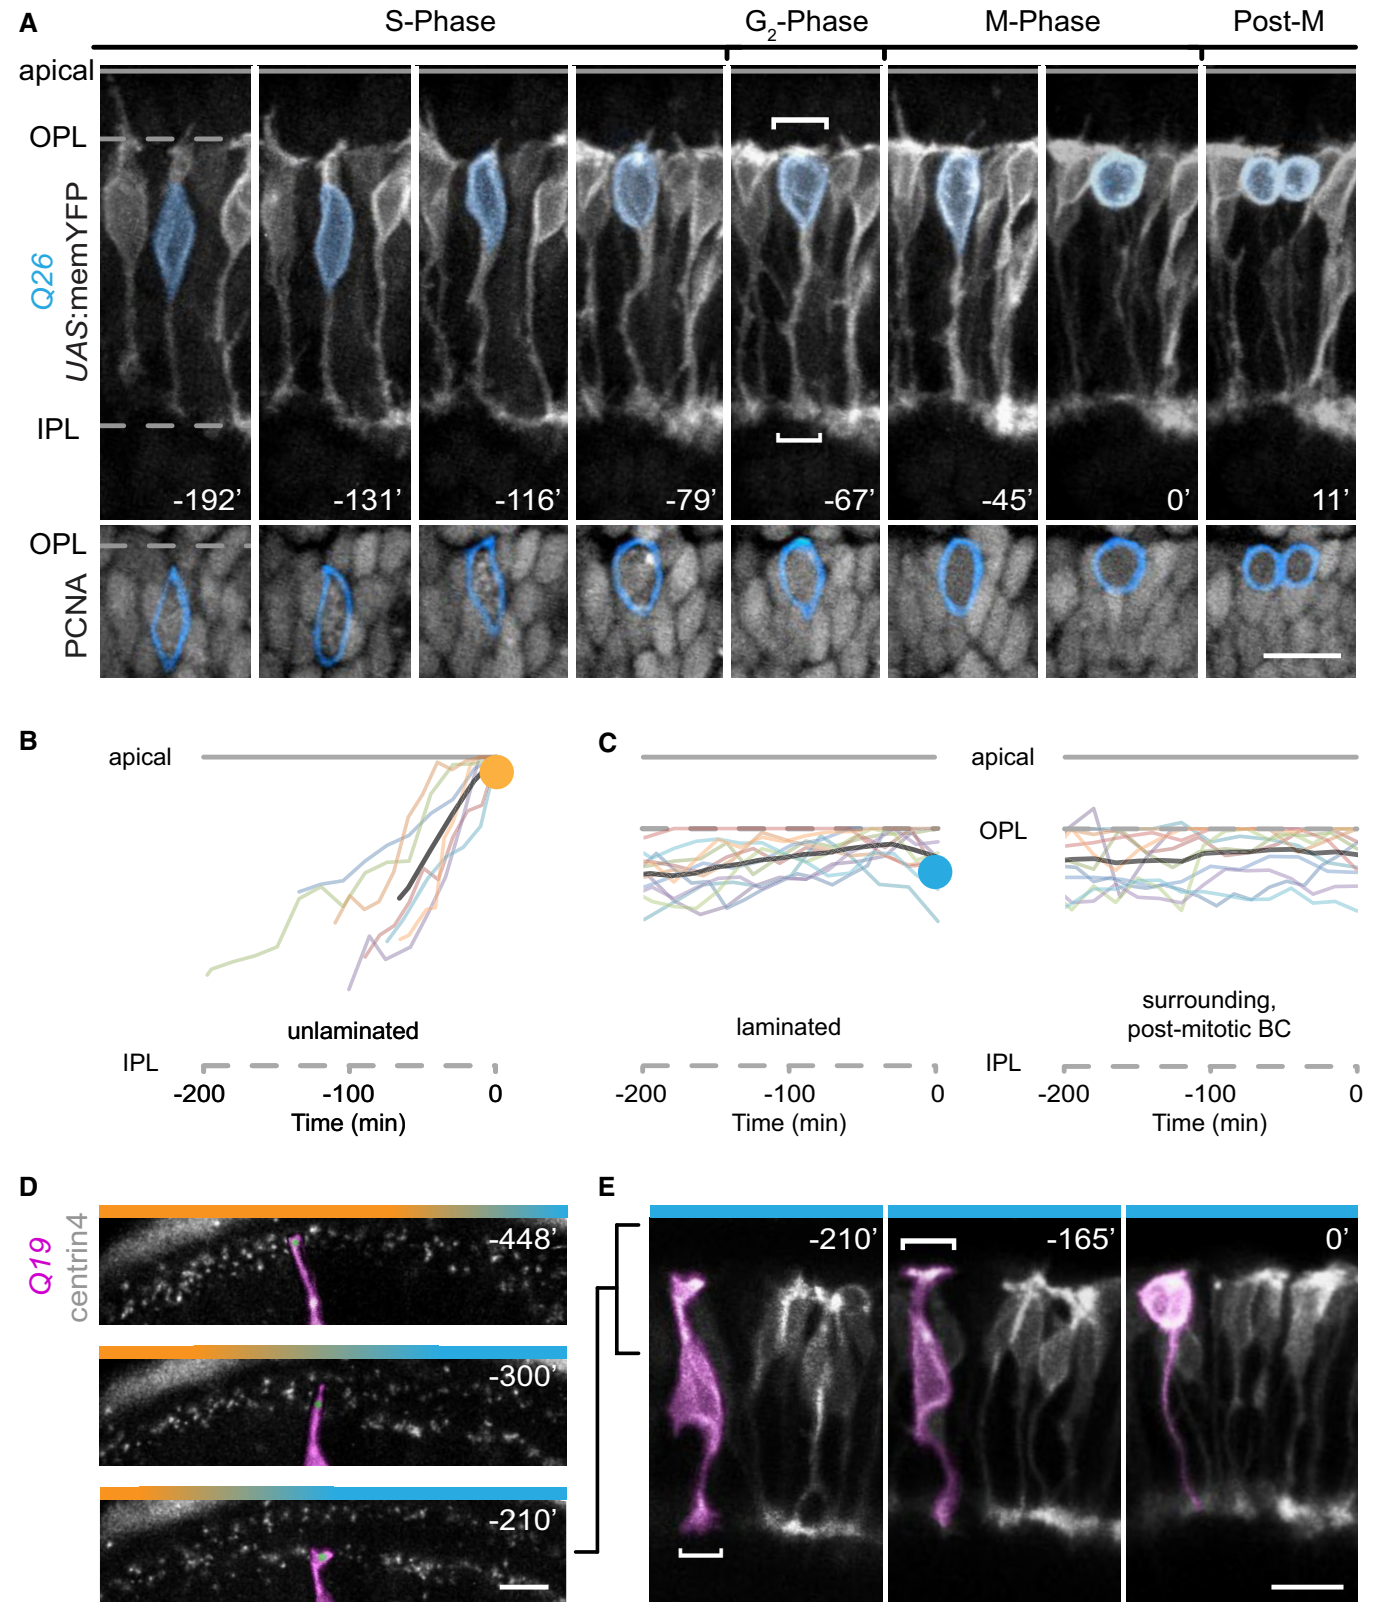 A
S-Phase
G2-Phase
M-Phase
Post-M
apical
OPL
Q26
UAS:memYFP
IPL
-192’
-131’
-116’
-79’
-67’
-45’
0’
11’
OPL
PCNA
B
apical
unlaminated
IPL
-200
-100
0
Time (min)
C
apical
OPL
laminated
surrounding,
post-mitotic BC
IPL
-200
-100
0
Time (min)
-200
-100
0
Time (min)
D
Q19
centrin4
-448’
-300’
-210’
E
-210’
-165’
0’